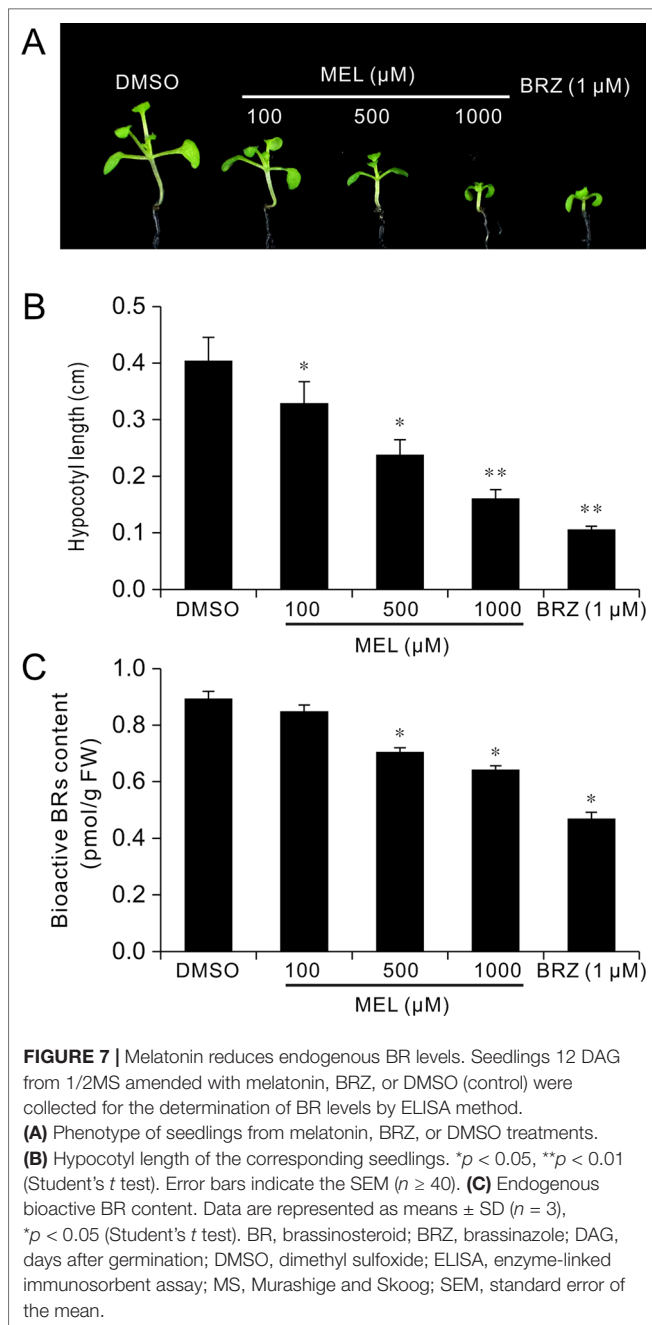 A
DMSO
MEL (µM)
BRZ (1 µM)
100
500
1000
B
Hypocotyl length (cm)
0.5
0.4
0.3
0.2
0.1
0.0
*
*
**
**
DMSO
100
500
1000
BRZ (1 µM)
MEL (µM)
C
Bioactive BRs content
(pmol/g FW)
1.0
0.8
0.6
0.4
0.2
0.0
*
*
*
DMSO
100
500
1000
BRZ (1 µM)
MEL (µM)
FIGURE 7 | Melatonin reduces endogenous BR levels. Seedlings 12 DAG
from 1/2MS amended with melatonin, BRZ, or DMSO (control) were
collected for the determination of BR levels by ELISA method.
(A) Phenotype of seedlings from melatonin, BRZ, or DMSO treatments.
(B) Hypocotyl length of the corresponding seedlings. *p < 0.05, **p < 0.01
(Student's t test). Error bars indicate the SEM (n ≥ 40). (C) Endogenous
bioactive BR content. Data are represented as means ± SD (n = 3),
*p < 0.05 (Student's t test). BR, brassinosteroid; BRZ, brassinazole; DAG,
days after germination; DMSO, dimethyl sulfoxide; ELISA, enzyme-linked
immunosorbent assay; MS, Murashige and Skoog; SEM, standard error of
the mean.